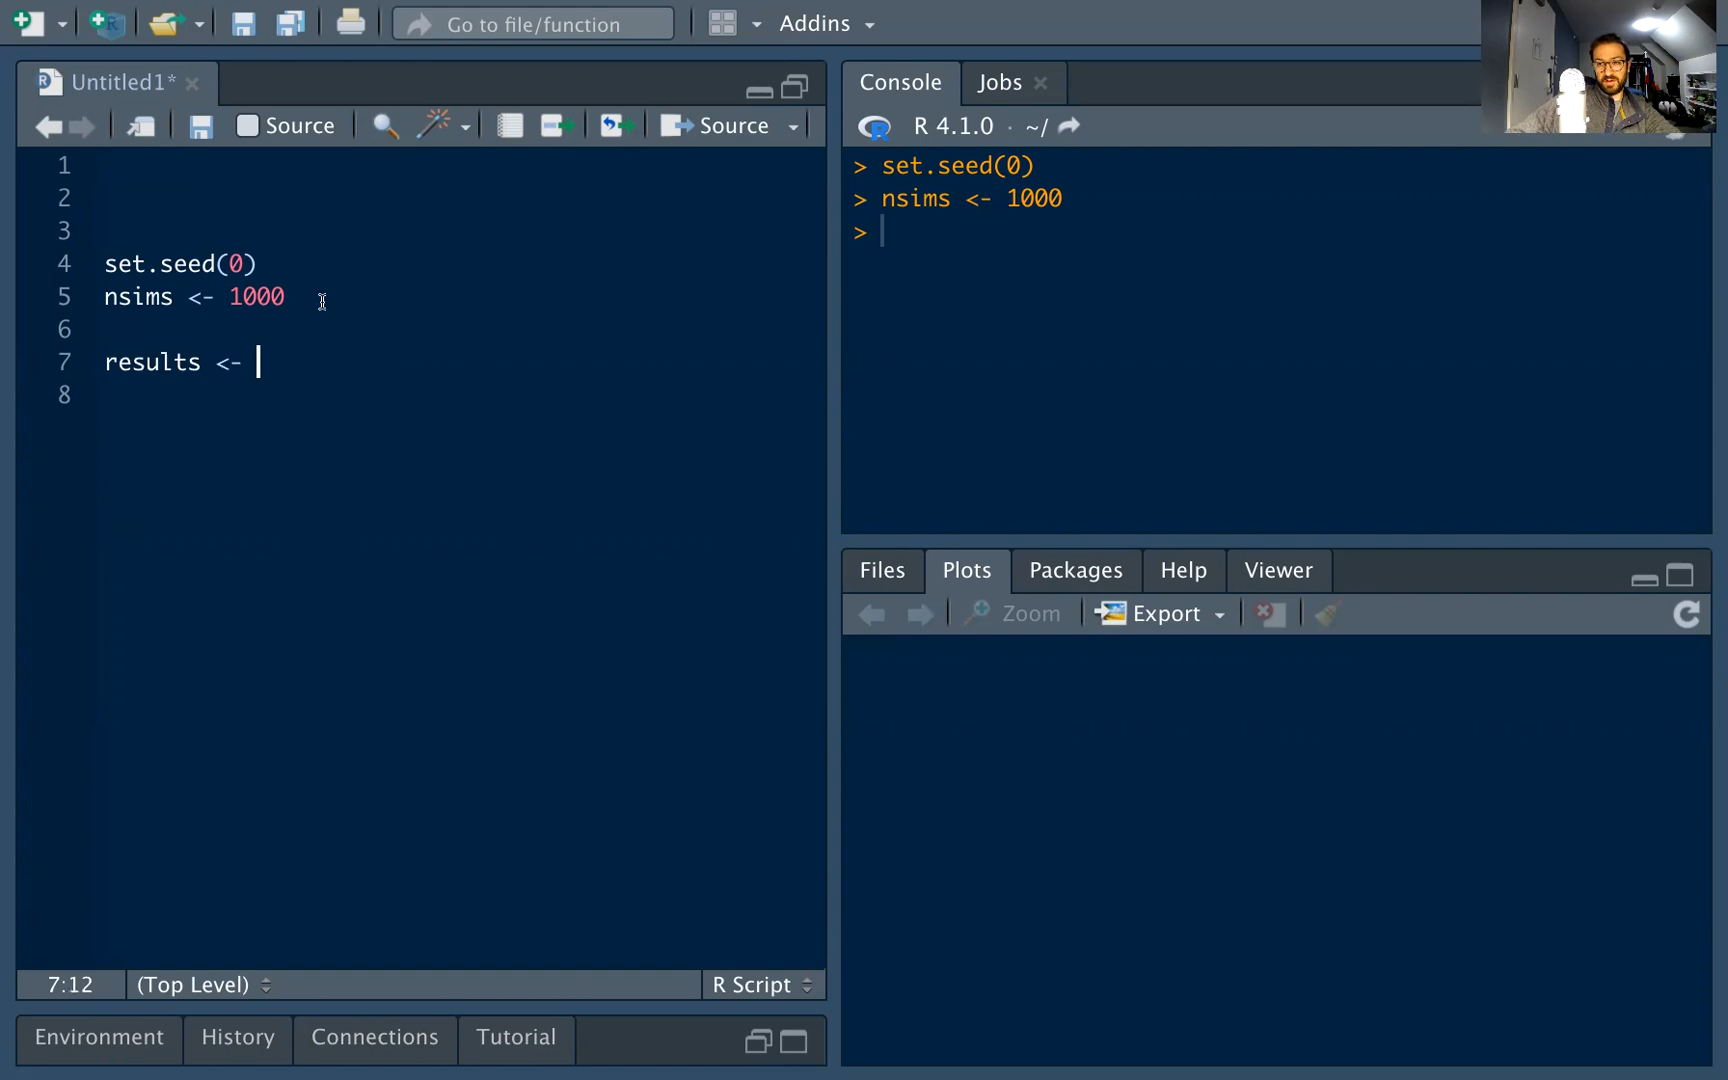 Go to file/function
Addins
Untitled1*
Source
Source
1
2
3
4 set.seed(0)
5 nsims <- 1000
6
7 results <-
8
7:12
(Top Level)
R Script
Environment
History
Connections
Tutorial
Console
Jobs
R 4.1.0 · ~/
> set.seed(0)
> nsims <- 1000
>
Files
Plots
Packages
Help
Viewer
Zoom
Export